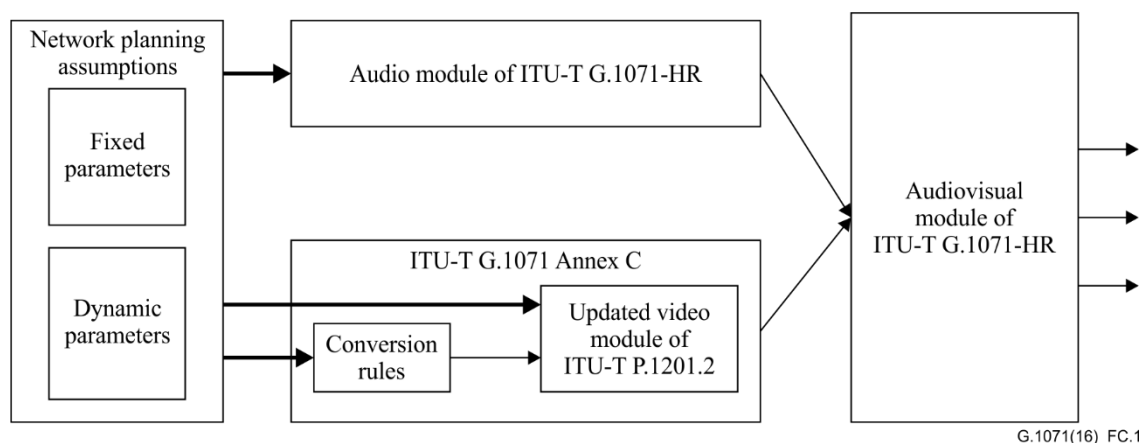 Network planning
assumptions
Fixed
parameters
Dynamic
parameters
Audio module of ITU-T G.1071-HR
ITU-T G.1071 Annex C
Conversion
rules
Updated video
module of
ITU-T P.1201.2
Audiovisual
module of
ITU-T G.1071-HR
G.1071(16)_FC.1